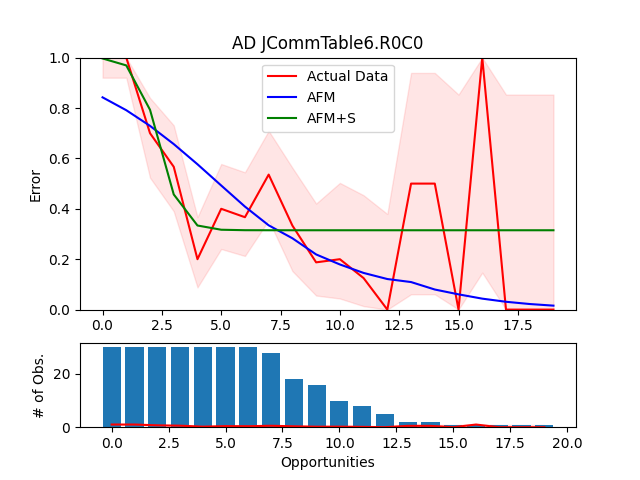 AD JCommTable6.R0C0
Error
1.0
0.8
0.6
0.4
0.2
0.0
Actual Data
AFM
AFM+S
0.0 2.5 5.0 7.5 10.0 12.5 15.0 17.5
# of Obs.
20
0
0.0 2.5 5.0 7.5 10.0 12.5 15.0 17.5 20.0
Opportunities